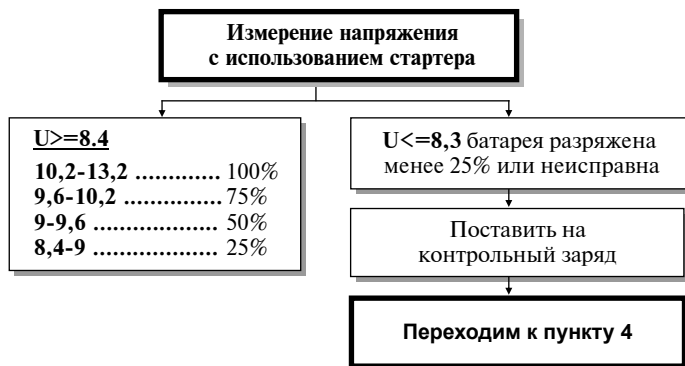 Измерение напряжения
с использованием стартера
U>=8.4
10,2-13,2 ............. 100%
9,6-10,2 .................. 75%
9-9,6 ....................... 50%
8,4-9 ....................... 25%
U<=8,3 батарея разряжена
менее 25% или неисправна
Поставить на
контрольный заряд
Переходим к пункту 4